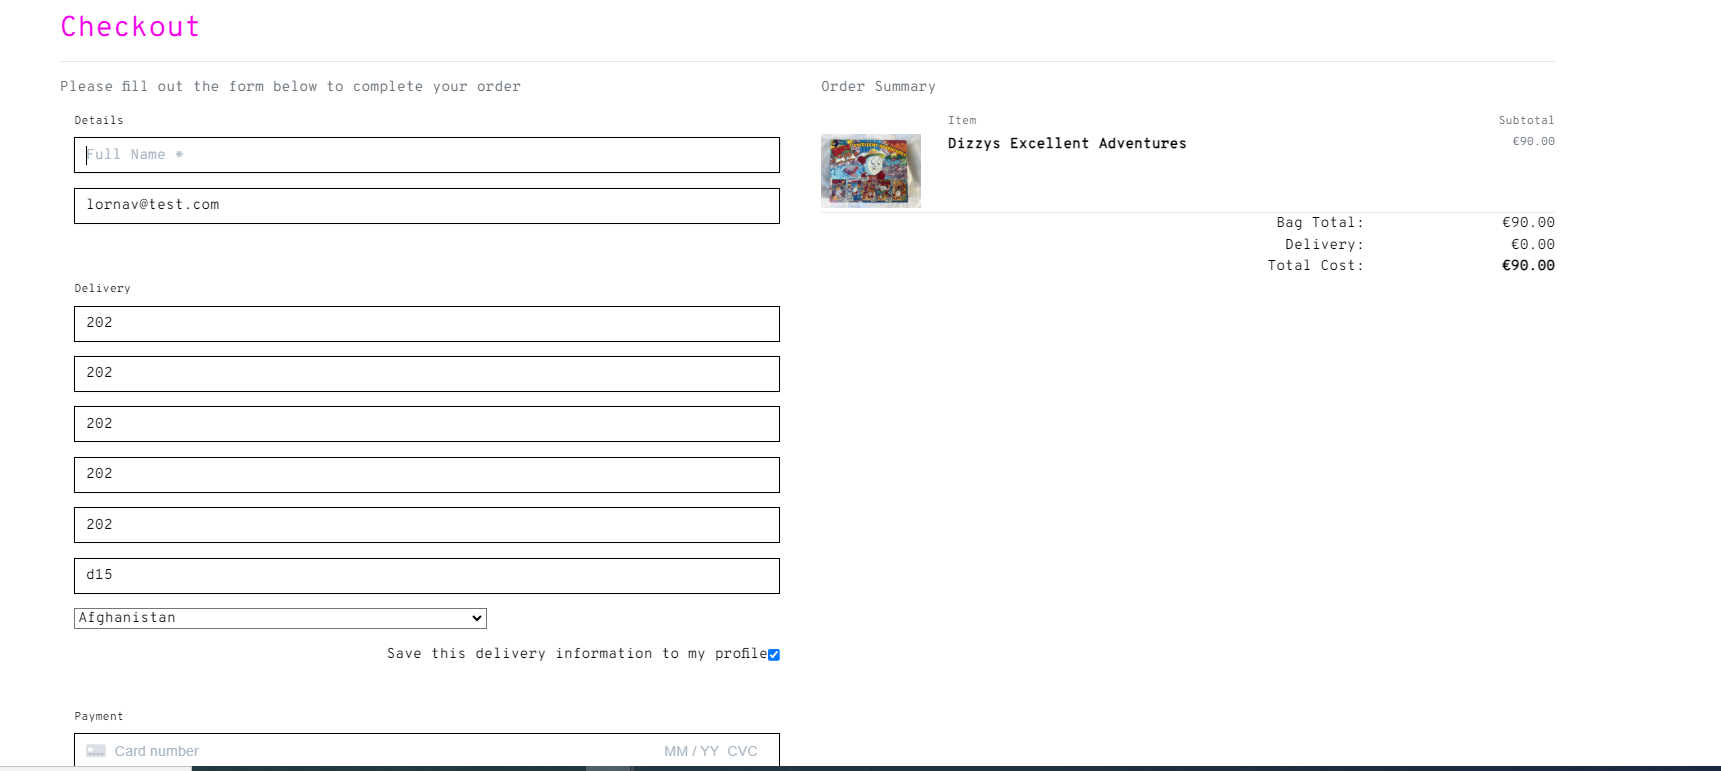 Checkout
Please fill out the form below to complete your order
Details
Full Name *
lornav@test.com
Delivery
202
202
202
202
202
d15
Afghanistan
Save this delivery information to my profile
Payment
Card number MM / YY CVC
Order Summary
Item Subtotal
Dizzys Excellent Adventures €90.00
Bag Total: €90.00
Delivery: €0.00
Total Cost: €90.00